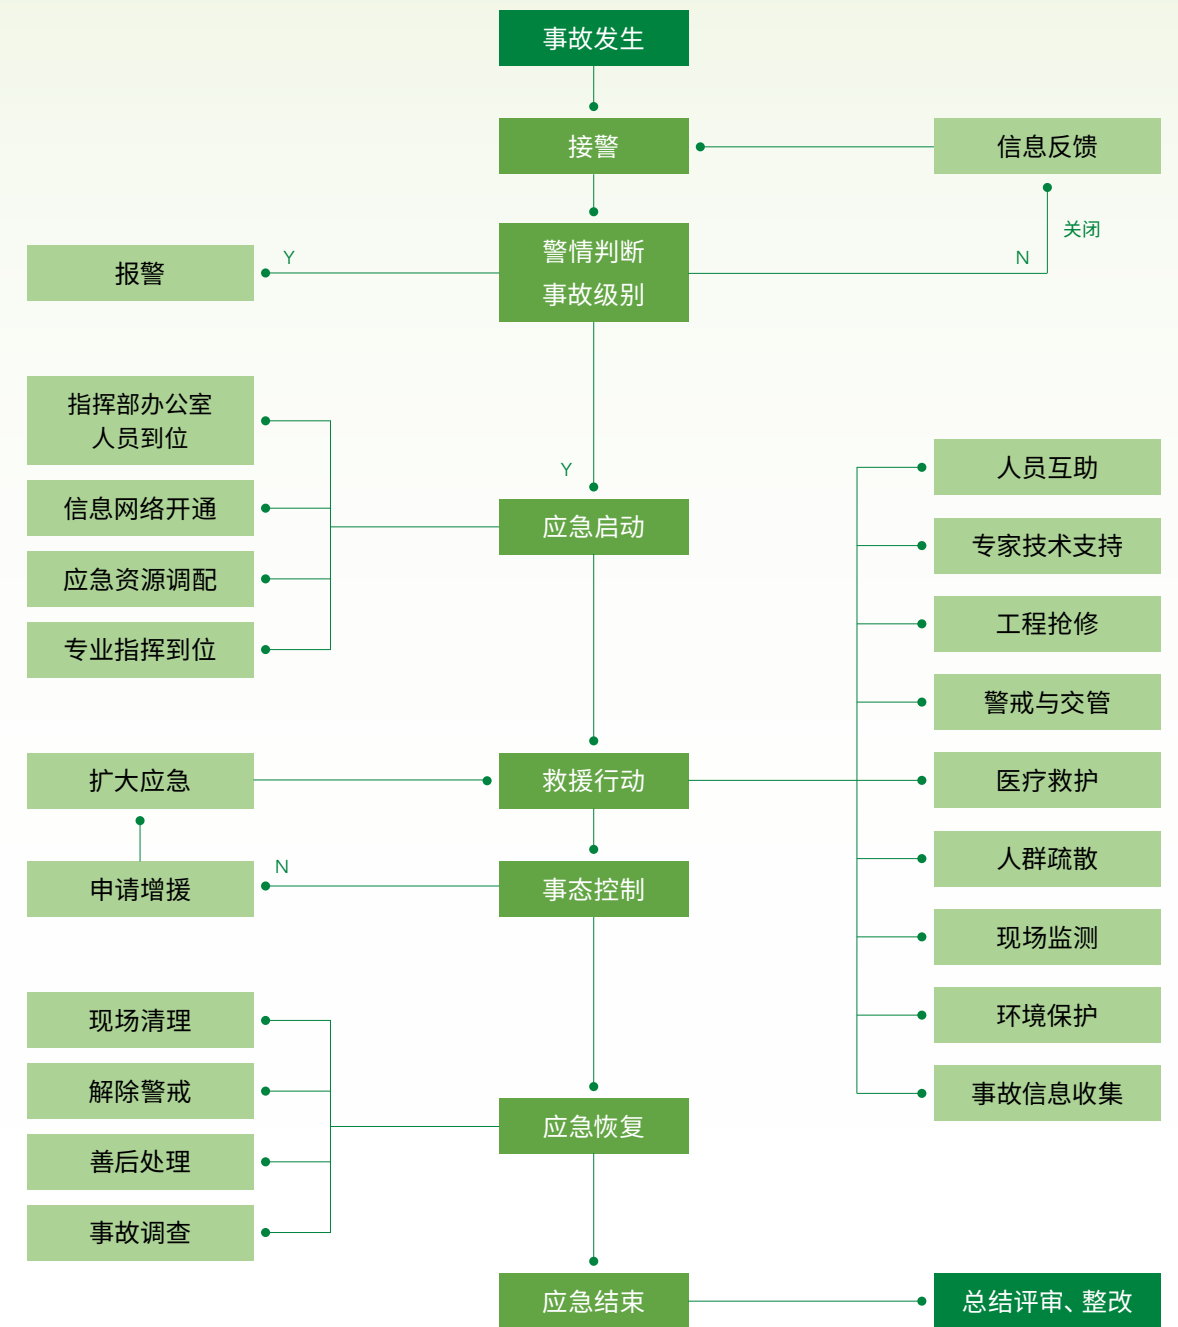 事故发生
接警
信息反馈
关闭
警情判断
事故级别
Y
N
报警
指挥部办公室
人员到位
信息网络开通
应急资源调配
专业指挥到位
Y
应急启动
人员互助
专家技术支持
工程抢修
警戒与交管
医疗救护
人群疏散
现场监测
环境保护
事故信息收集
扩大应急
救援行动
申请增援
N
事态控制
现场清理
解除警戒
善后处理
事故调查
应急恢复
应急结束
总结评审、整改